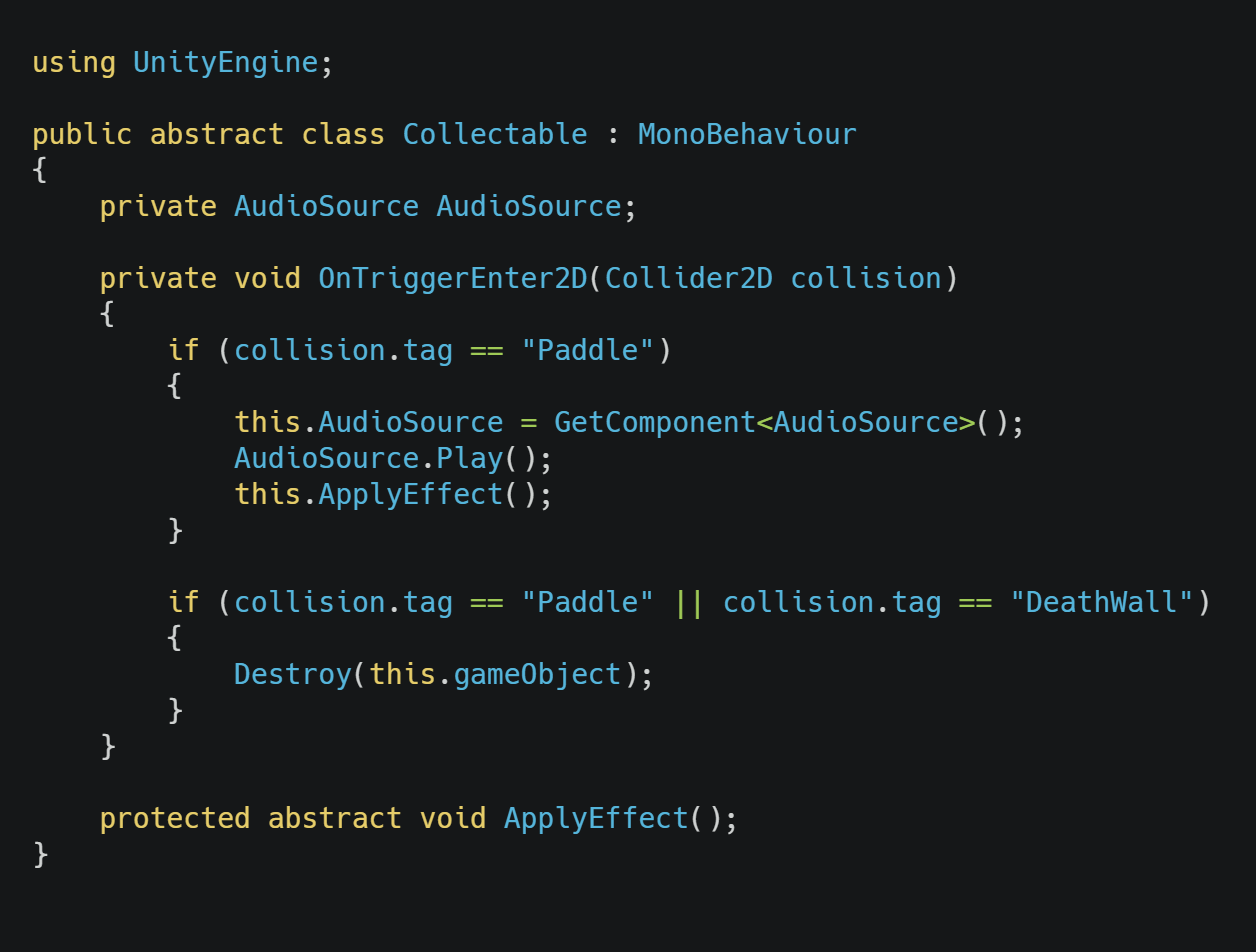 using UnityEngine;

public abstract class Collectable : MonoBehaviour
{
    private AudioSource AudioSource;

    private void OnTriggerEnter2D(Collider2D collision)
    {
        if (collision.tag == "Paddle")
        {
            this.AudioSource = GetComponent<AudioSource>();
            AudioSource.Play();
            this.ApplyEffect();
        }

        if (collision.tag == "Paddle" || collision.tag == "DeathWall")
        {
            Destroy(this.gameObject);
        }
    }

    protected abstract void ApplyEffect();
}